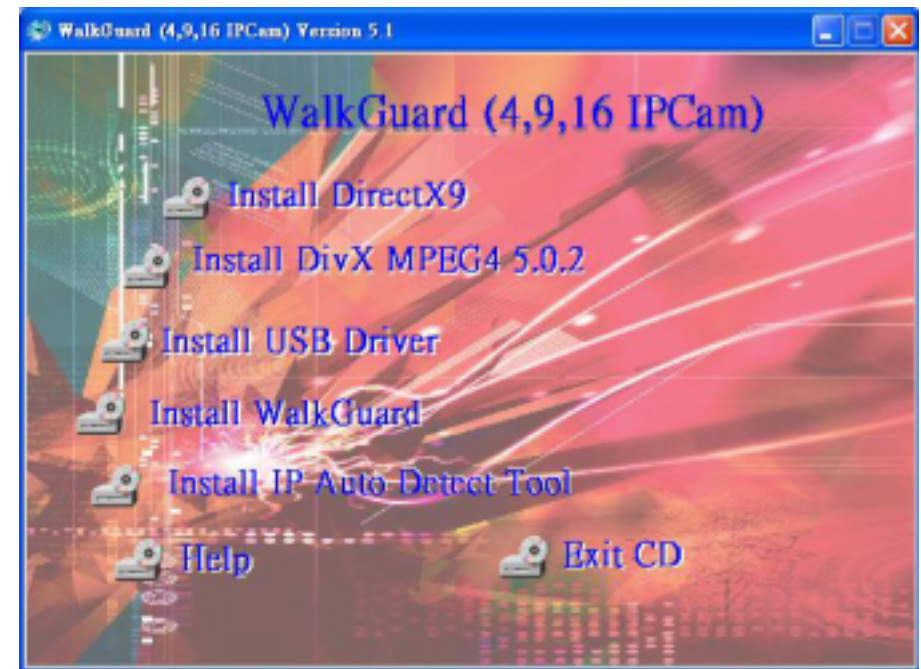 WalkGuard (4,9,16 IPCam) Version 5.1
WalkGuard (4,9,16 IPCam)
Install DirectX9
Install DivX MPEG4 5.0.2
Install USB Driver
Install WalkGuard
Install IP Auto Detect Tool
Help
Exit CD